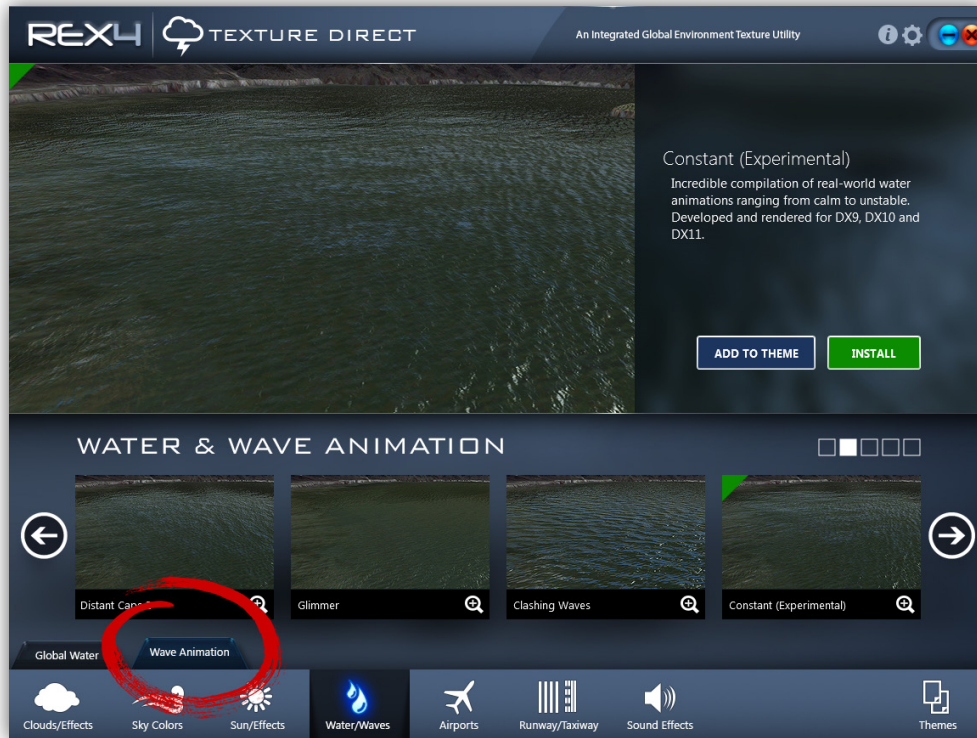 REX4 TEXTURE DIRECT An Integrated Global Environment Texture Utility
Constant (Experimental)
Incredible compilation of real-world water
animations ranging from calm to unstable.
Developed and rendered for DX9, DX10 and
DX11.
ADD TO THEME INSTALL
WATER & WAVE ANIMATION
Distant Glimmer Clashing Waves Constant (Experimental)
Global Water Wave Animation
Clouds/Effects Sky Colors Sun/Effects Water/Waves Airports Runway/Taxiway Sound Effects Themes